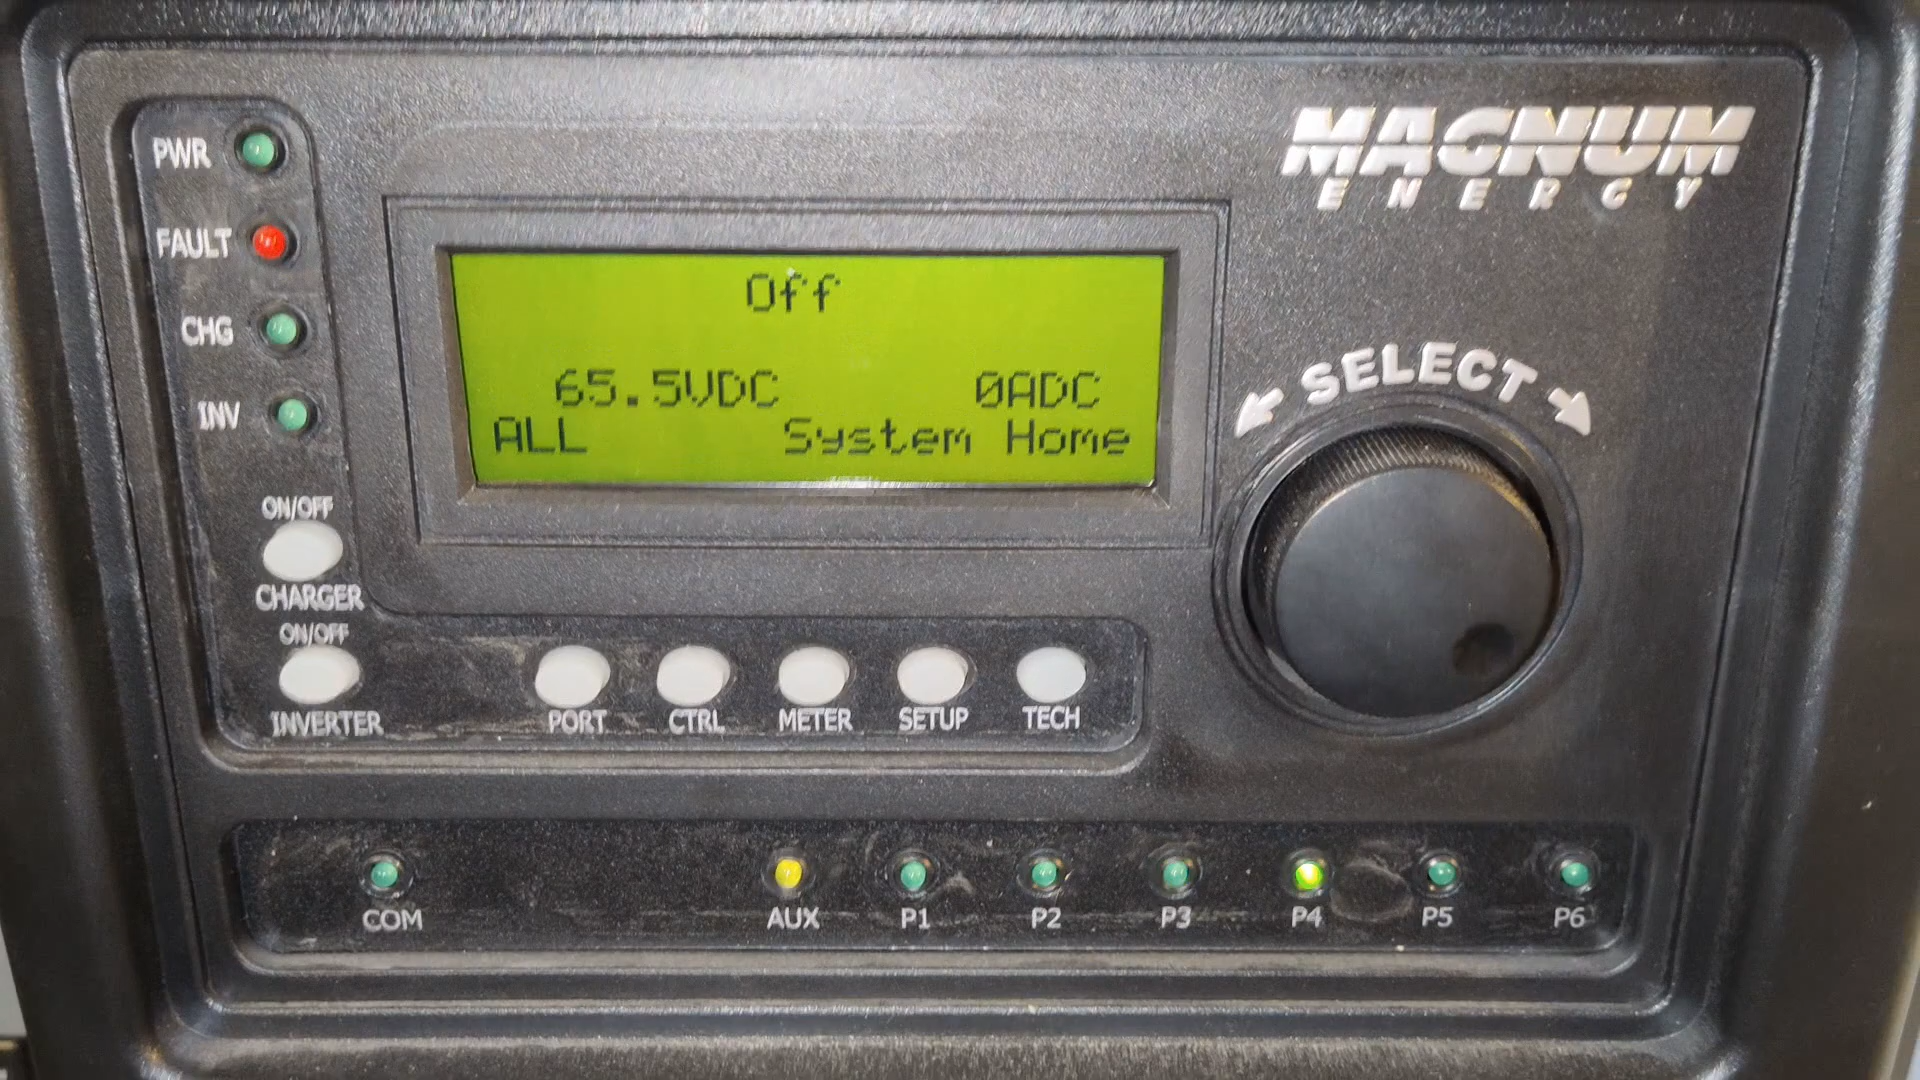 MAGNUM
ENERGY
PWR
FAULT
CHG
INV
Off
65.5VDC 0ADC
ALL System Home
SELECT
ON/OFF
CHARGER
ON/OFF
INVERTER
PORT CTRL METER SETUP TECH
COM AUX P1 P2 P3 P4 P5 P6